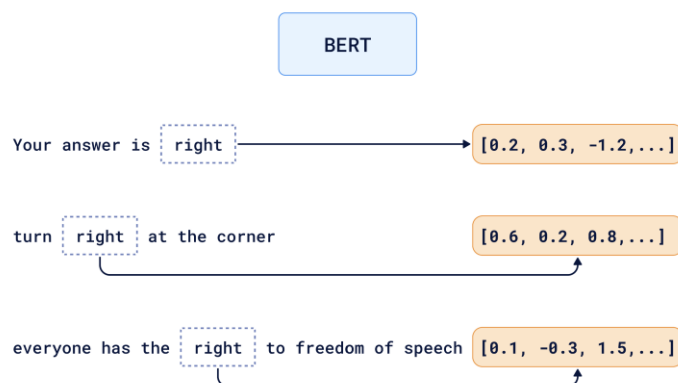 BERT
Your answer is right [0.2, 0.3, -1.2,...]
turn right at the corner [0.6, 0.2, 0.8,...]
everyone has the right to freedom of speech [0.1, -0.3, 1.5,...]